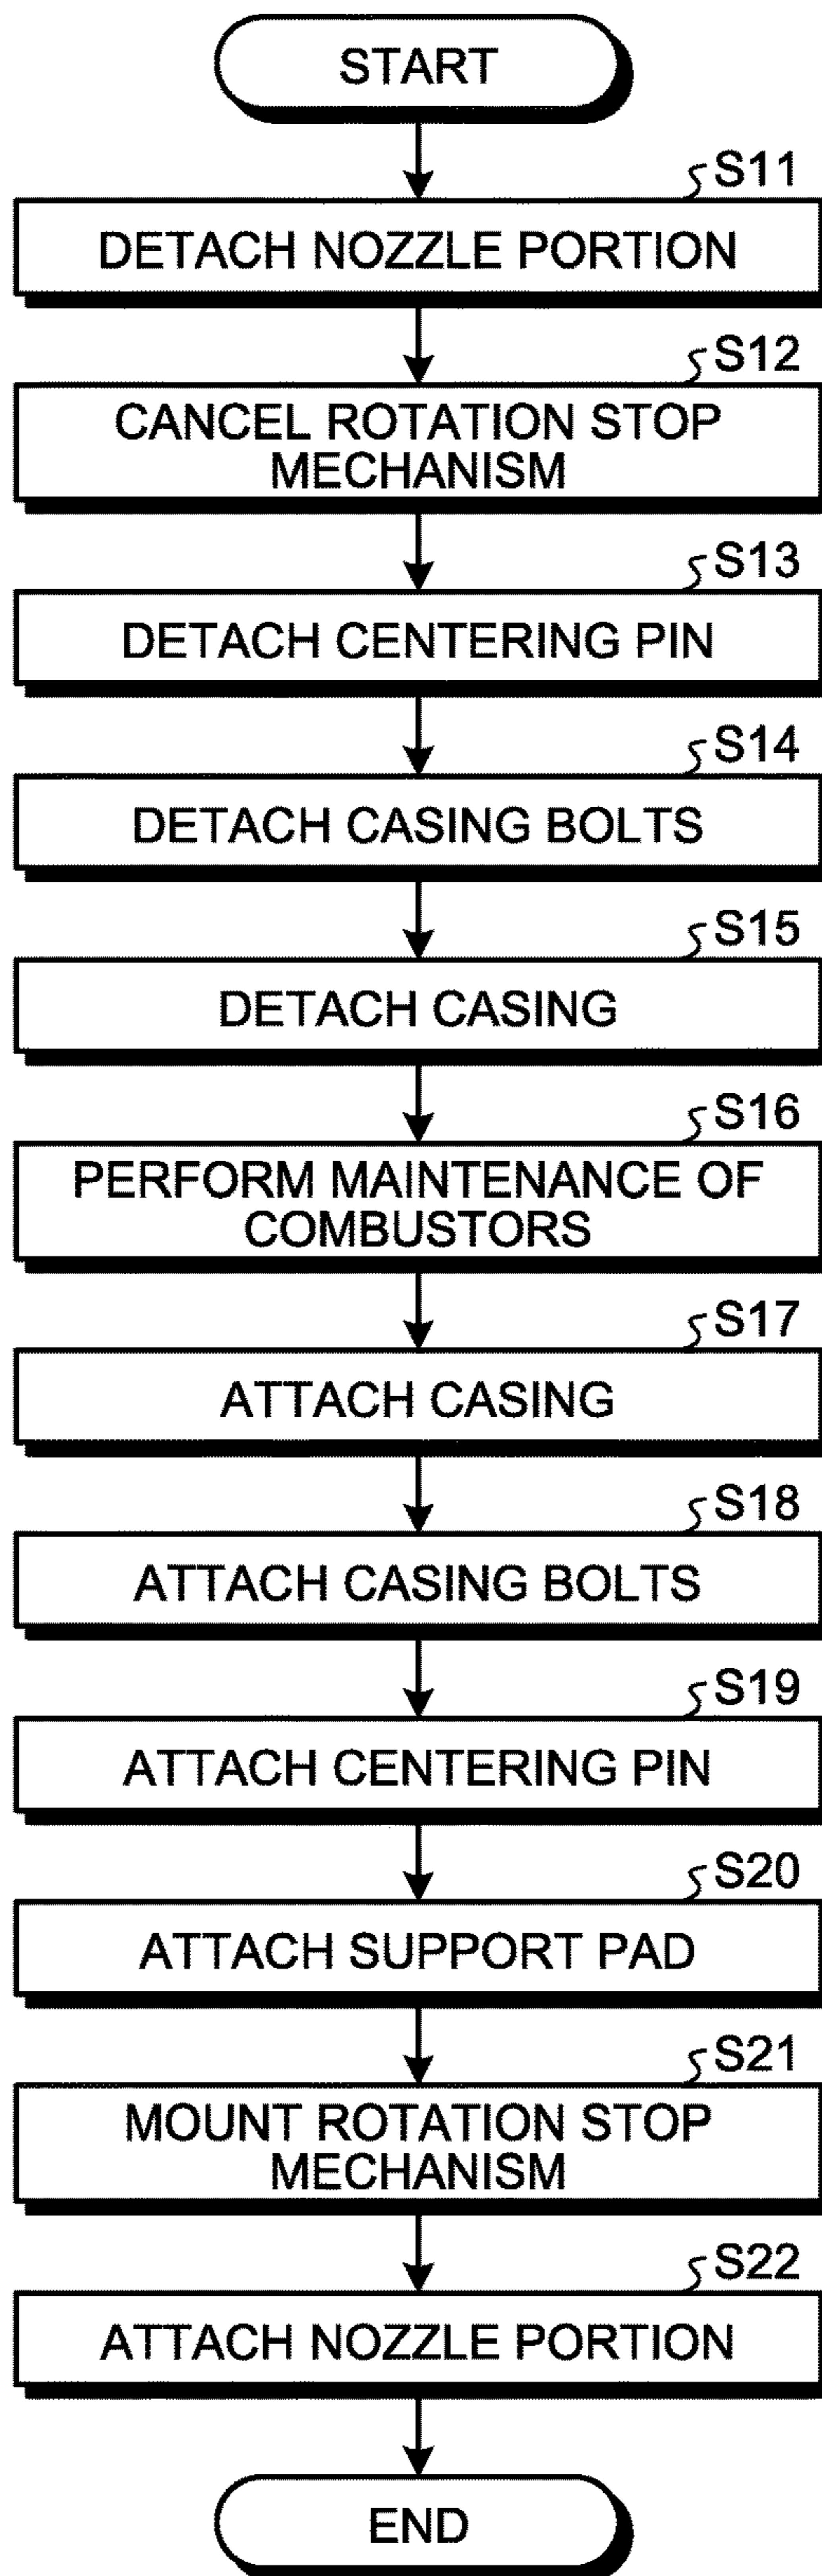 START
S11
DETACH NOZZLE PORTION
S12
CANCEL ROTATION STOP
MECHANISM
S13
DETACH CENTERING PIN
S14
DETACH CASING BOLTS
S15
DETACH CASING
S16
PERFORM MAINTENANCE OF
COMBUSTORS
S17
ATTACH CASING
S18
ATTACH CASING BOLTS
S19
ATTACH CENTERING PIN
S20
ATTACH SUPPORT PAD
S21
MOUNT ROTATION STOP
MECHANISM
S22
ATTACH NOZZLE PORTION
END